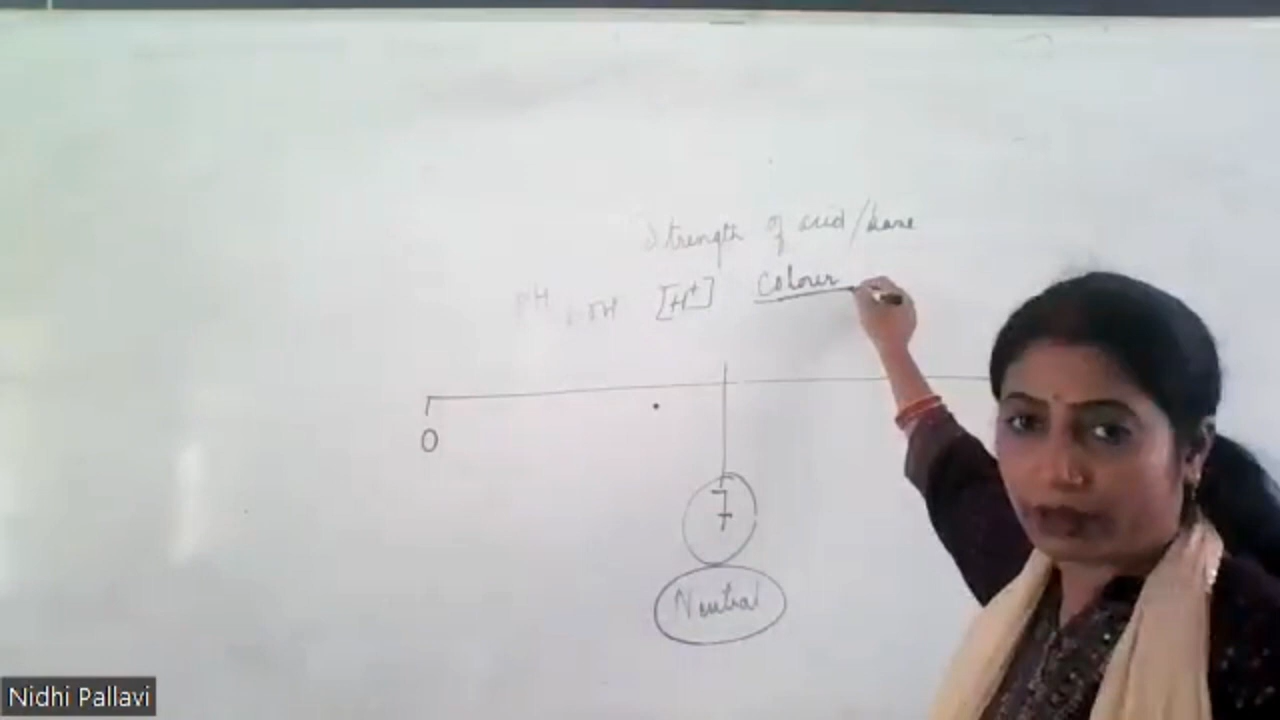 Strength of acid/base
PH [H⁺] Colour
0
7
Neutral
Nidhi Pallavi